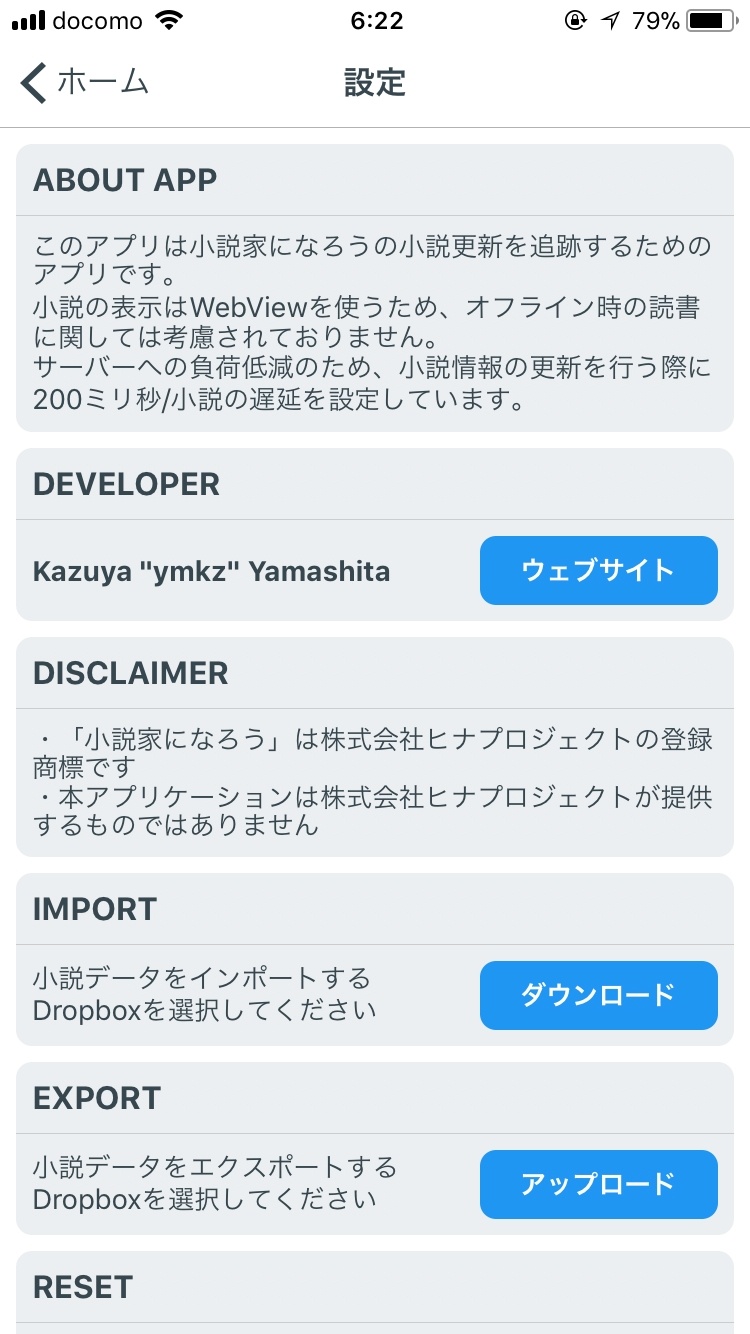 docomo 6:22 79%
ホーム 設定
ABOUT APP
このアプリは小説家になろうの小説更新を追跡するための
アプリです。
小説の表示はWebViewを使うため、オフライン時の読書
に関しては考慮されておりません。
サーバーへの負荷低減のため、小説情報の更新を行う際に
200ミリ秒/小説の遅延を設定しています。
DEVELOPER
Kazuya "ymkz" Yamashita ウェブサイト
DISCLAIMER
・「小説家になろう」は株式会社ヒナプロジェクトの登録
商標です
・本アプリケーションは株式会社ヒナプロジェクトが提供
するものではありません
IMPORT
小説データをインポートする
Dropboxを選択してください
ダウンロード
EXPORT
小説データをエクスポートする
Dropboxを選択してください
アップロード
RESET